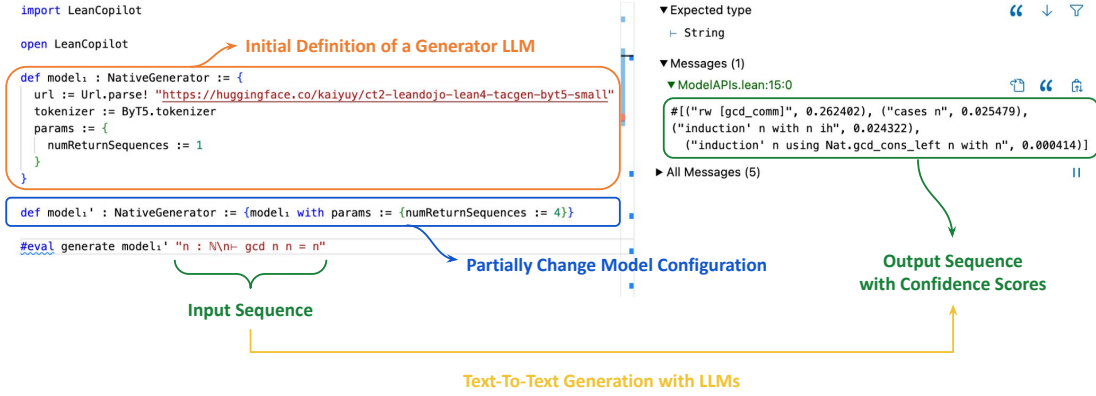 import LeanCopilot
open LeanCopilot
Initial Definition of a Generator LLM
def model₁ : NativeGenerator := {
url := Url.parse! "https://huggingface.co/kaiyuy/ct2-leandojo-lean4-tacgen-byt5-small"
tokenizer := ByT5.tokenizer
params := {
numReturnSequences := 1
}
}
def model₁' : NativeGenerator := {model₁ with params := {numReturnSequences := 4}}
#eval generate model₁' "n : ℕ\n⊢ gcd n n = n"
Partially Change Model Configuration
Input Sequence
▼Expected type
⊢ String
▼Messages (1)
▼ModelAPIs.lean:15:0
#[("rw [gcd_comm]", 0.262402), ("cases n", 0.025479),
("induction' n with n ih", 0.024322),
("induction' n using Nat.gcd_cons_left n with n", 0.000414)]
▶All Messages (5)
Output Sequence
with Confidence Scores
Text-To-Text Generation with LLMs